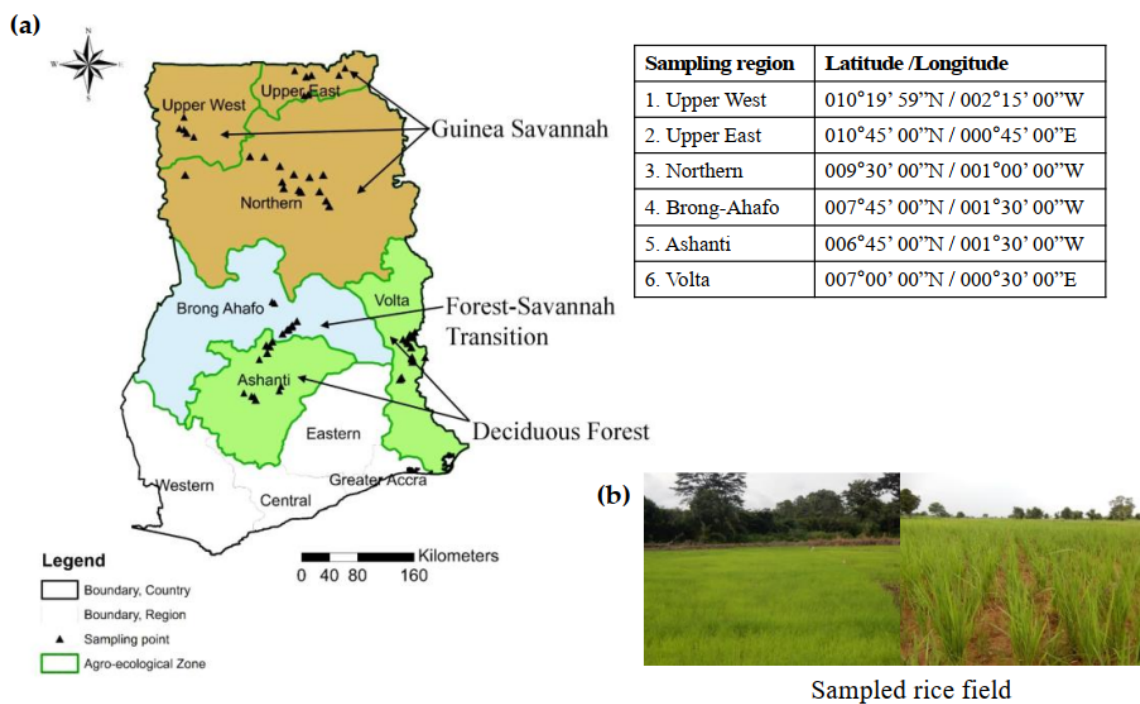 (a)
N
W
E
S
Upper West
Upper East
Guinea Savannah
Northern
Brong Ahafo
Volta
Forest-Savannah
Transition
Ashanti
Deciduous Forest
Eastern
Western
Central
Greater Accra
Legend
Boundary, Country
Boundary, Region
Sampling point
Agro-ecological Zone
Kilometers
0 40 80 160
Sampling region Latitude /Longitude
1. Upper West 010°19’ 59”N / 002°15’ 00”W
2. Upper East 010°45’ 00”N / 000°45’ 00”E
3. Northern 009°30’ 00”N / 001°00’ 00”W
4. Brong-Ahafo 007°45’ 00”N / 001°30’ 00”W
5. Ashanti 006°45’ 00”N / 001°30’ 00”W
6. Volta 007°00’ 00”N / 000°30’ 00”E
(b)
Sampled rice field